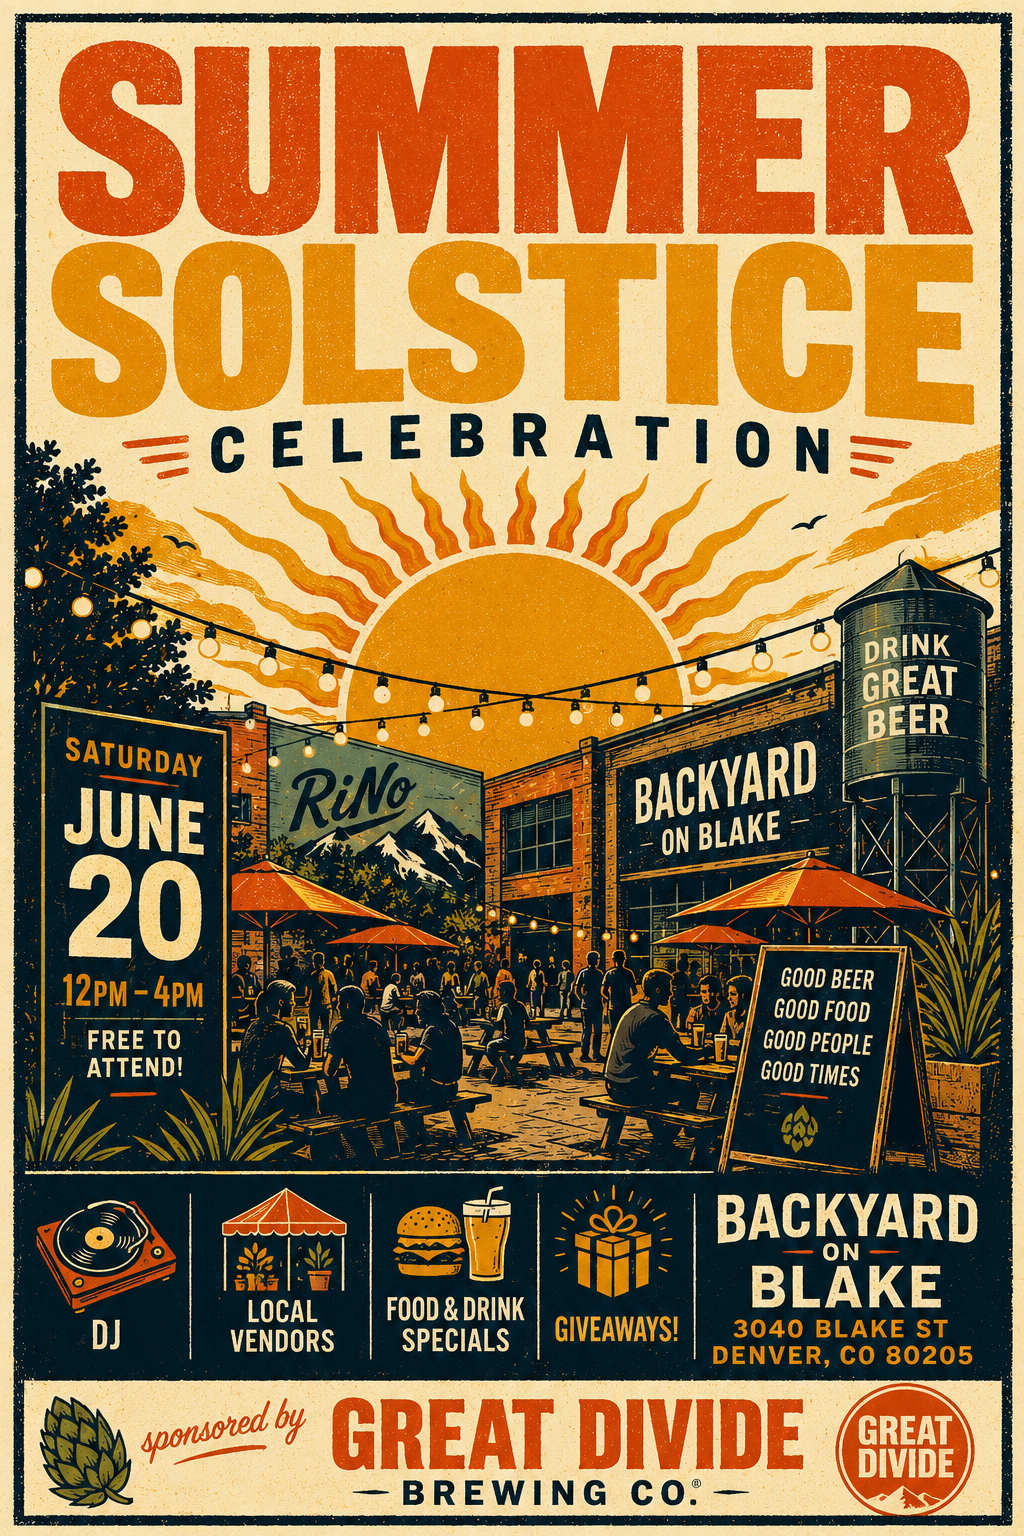 SUMMER
SOLSTICE
CELEBRATION
DRINK
GREAT
BEER
SATURDAY
JUNE
20
12PM – 4PM
FREE TO
ATTEND!
RiNo
BACKYARD
ON BLAKE
GOOD BEER
GOOD FOOD
GOOD PEOPLE
GOOD TIMES
DJ
LOCAL
VENDORS
FOOD & DRINK
SPECIALS
GIVEAWAYS!
BACKYARD
ON
BLAKE
3040 BLAKE ST
DENVER, CO 80205
sponsored by
GREAT DIVIDE
BREWING CO.®
GREAT
DIVIDE